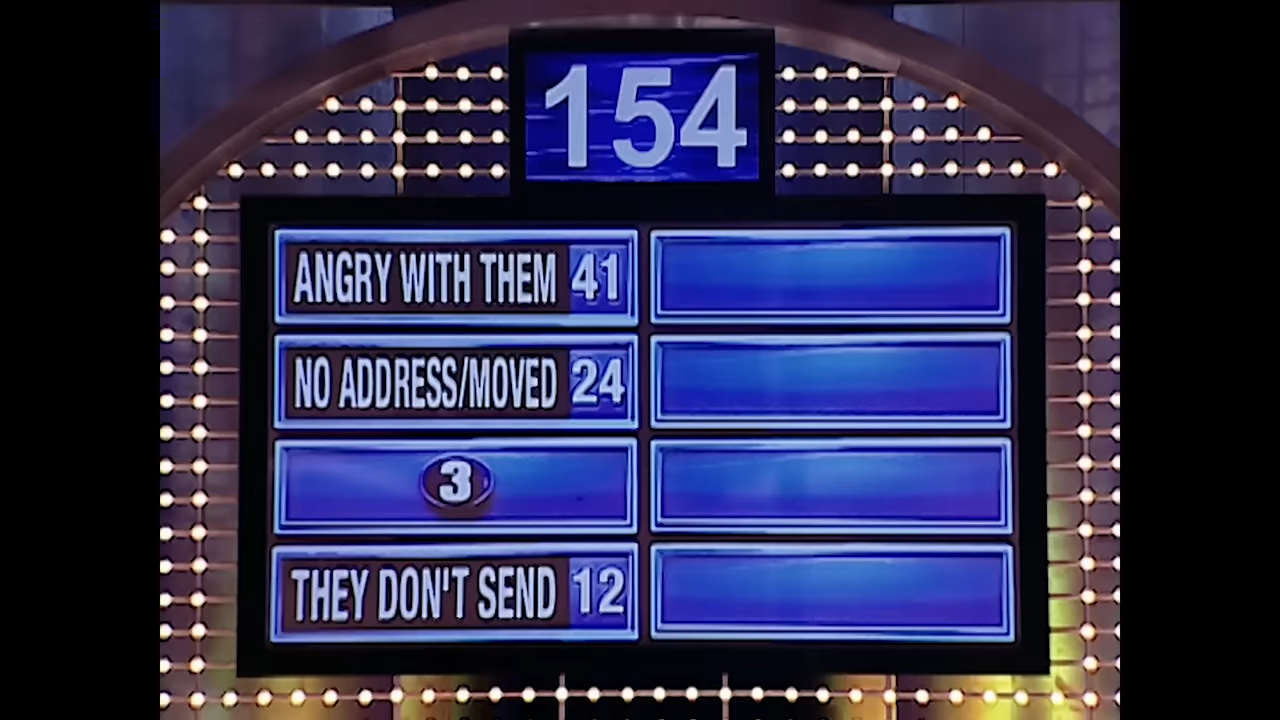 154
ANGRY WITH THEM 41
NO ADDRESS/MOVED 24
3
THEY DON'T SEND 12